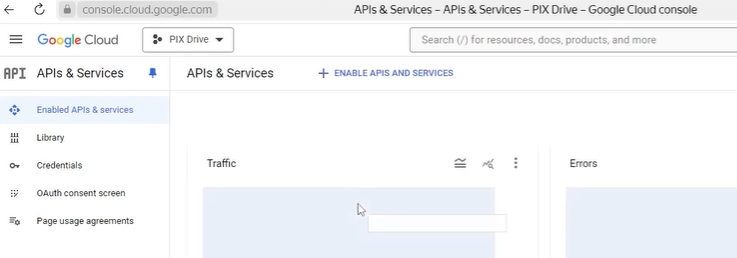 console.cloud.google.com
APIs & Services – APIs & Services – PIX Drive – Google Cloud console
Google Cloud
PIX Drive
Search (/) for resources, docs, products, and more
API
APIs & Services
APIs & Services
ENABLE APIS AND SERVICES
Enabled APIs & services
Library
Credentials
OAuth consent screen
Page usage agreements
Traffic
Errors